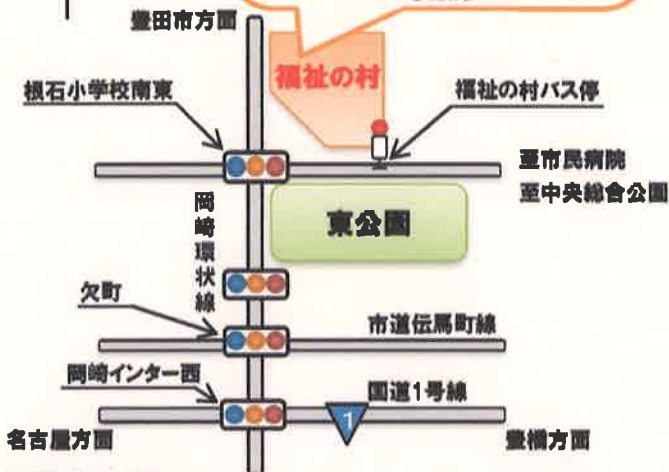 豊田市方面
福祉の村
根石小学校南東
福祉の村バス停
至市民病院
至中央総合公園
岡崎環状線
東公園
欠町
市道伝馬町線
岡崎インター西
国道1号線
1
名古屋方面
豊橋方面